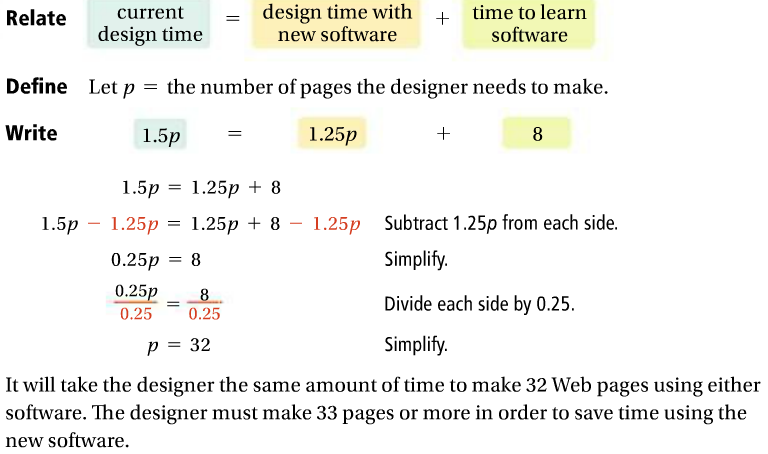 Relate current design time = design time with new software + time to learn software
Define Let p = the number of pages the designer needs to make.
Write 1.5p = 1.25p + 8
1.5p = 1.25p + 8
1.5p − 1.25p = 1.25p + 8 − 1.25p Subtract 1.25p from each side.
0.25p = 8 Simplify.
0.25p/0.25 = 8/0.25 Divide each side by 0.25.
p = 32 Simplify.
It will take the designer the same amount of time to make 32 Web pages using either
software. The designer must make 33 pages or more in order to save time using the
new software.